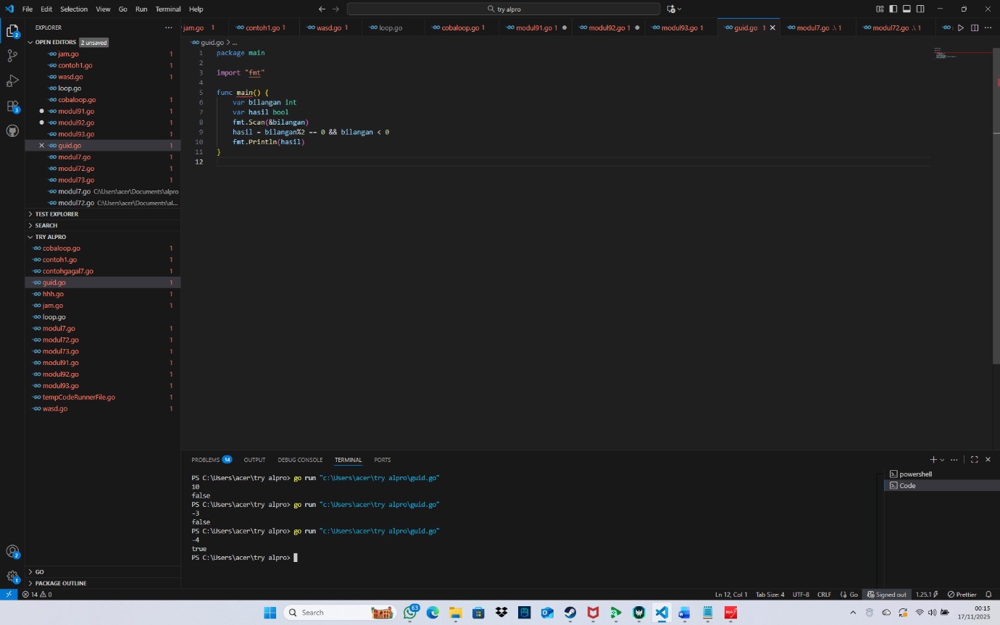 File Edit Selection View Go Run Terminal Help
try alpro
EXPLORER
OPEN EDITORS 2 unsaved
jam.go 1
contoh1.go 1
wasd.go 1
loop.go
cobaloop.go 1
modul91.go 1
modul92.go 1
modul93.go 1
guid.go 1
modul7.go 1
modul72.go 1
modul73.go 1
modul7.go C:\Users\acer\Documents\alpro
modul72.go C:\Users\acer\Documents\al...
TEST EXPLORER
SEARCH
TRY ALPRO
cobaloop.go 1
contoh1.go 1
contohgagal7.go 1
guid.go 1
hhh.go 1
jam.go 1
loop.go
modul7.go 1
modul72.go 1
modul73.go 1
modul91.go 1
modul92.go 1
modul93.go 1
tempCodeRunnerFile.go 1
wasd.go 1
GO
PACKAGE OUTLINE
jam.go 1 contoh1.go 1 wasd.go 1 loop.go cobaloop.go 1 modul91.go 1 modul92.go 1 modul93.go 1 guid.go 1 modul7.go .\ 1 modul72.go .\ 1
guid.go > ...
1 package main
2
3 import "fmt"
4
5 func main() {
6 var bilangan int
7 var hasil bool
8 fmt.Scan(&bilangan)
9 hasil = bilangan%2 == 0 && bilangan < 0
10 fmt.Println(hasil)
11 }
12
PROBLEMS 14 OUTPUT DEBUG CONSOLE TERMINAL PORTS
PS C:\Users\acer\try alpro> go run "c:\Users\acer\try alpro\guid.go"
10
false
PS C:\Users\acer\try alpro> go run "c:\Users\acer\try alpro\guid.go"
-3
false
PS C:\Users\acer\try alpro> go run "c:\Users\acer\try alpro\guid.go"
-4
true
PS C:\Users\acer\try alpro>
powershell
Code
14 0 Ln 12, Col 1 Tab Size: 4 UTF-8 CRLF Go Signed out 1.25.1 Prettier
Search
63
00:15
17/11/2025